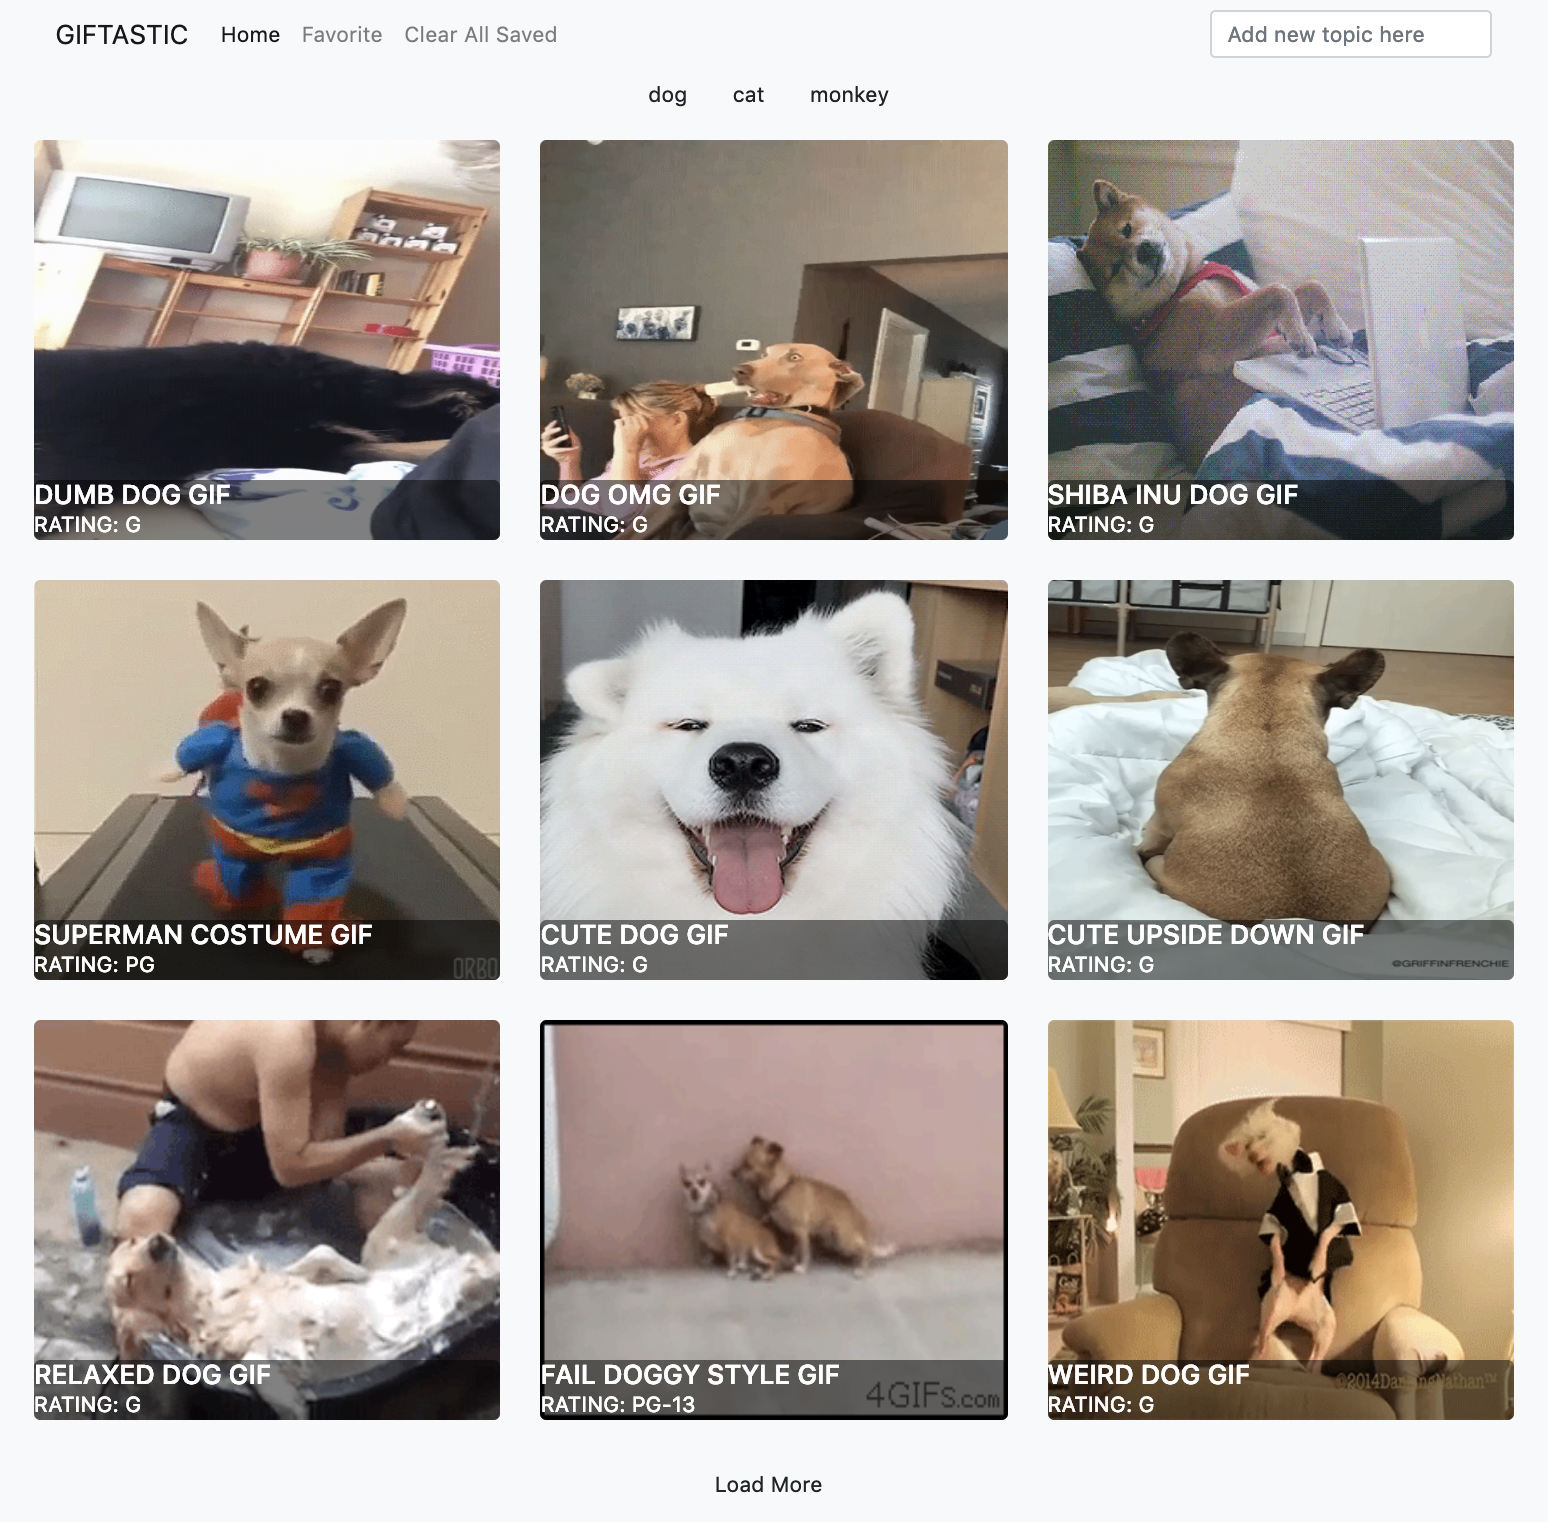 GIFTASTIC Home Favorite Clear All Saved Add new topic here
dog cat monkey
DUMB DOG GIF
RATING: G
DOG OMG GIF
RATING: G
SHIBA INU DOG GIF
RATING: G
SUPERMAN COSTUME GIF
RATING: PG
ORBO
CUTE DOG GIF
RATING: G
CUTE UPSIDE DOWN GIF
RATING: G
@GRIFFINFRENCHIE
RELAXED DOG GIF
RATING: G
FAIL DOGGY STYLE GIF
RATING: PG-13
4GIFs.com
WEIRD DOG GIF
©2014DancingNathan™
RATING: G
Load More